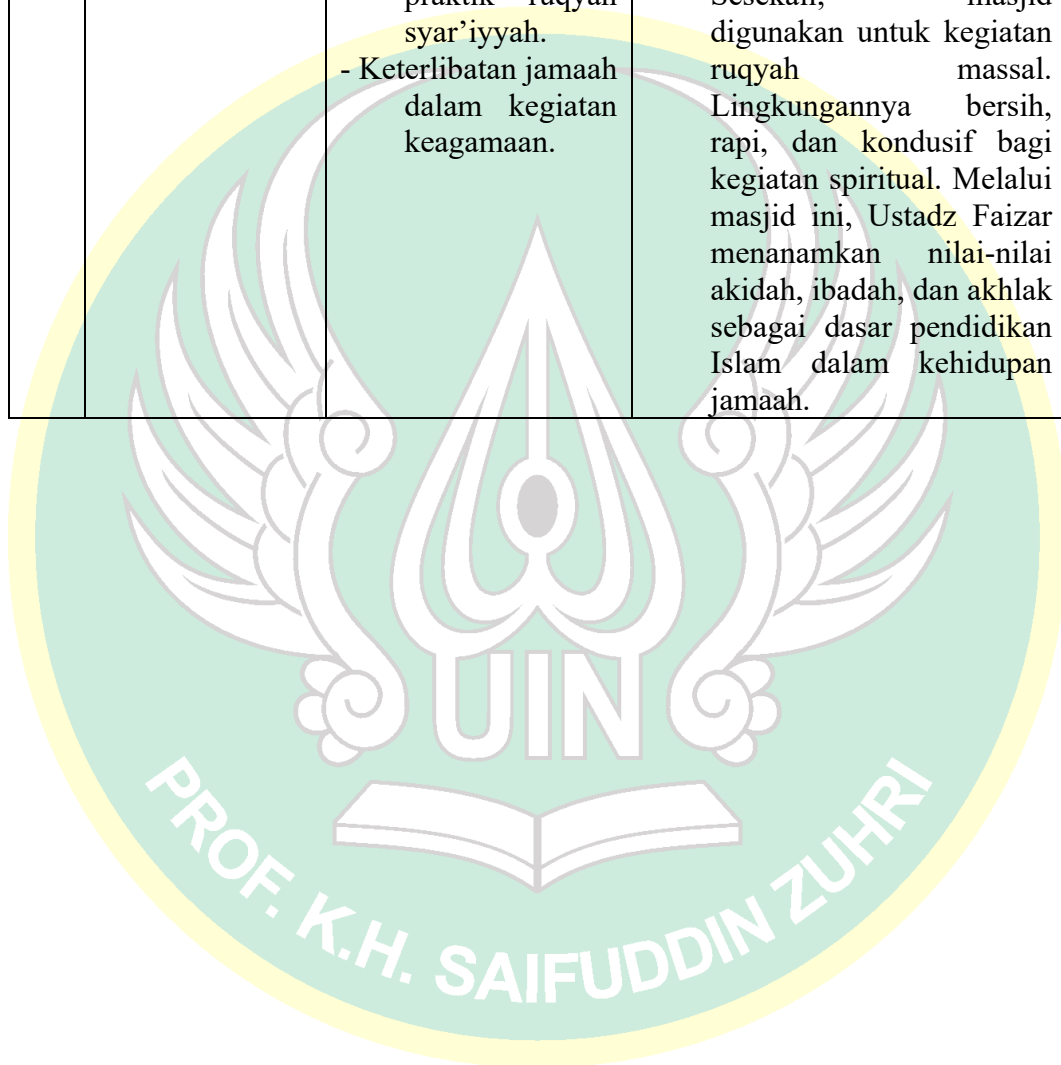 praktik ruqyah
syar’iyyah.
- Keterlibatan jamaah
dalam kegiatan
keagamaan.
Sesekali, masjid
digunakan untuk kegiatan
ruqyah massal.
Lingkungannya bersih,
rapi, dan kondusif bagi
kegiatan spiritual. Melalui
masjid ini, Ustadz Faizar
menanamkan nilai-nilai
akidah, ibadah, dan akhlak
sebagai dasar pendidikan
Islam dalam kehidupan
jamaah.
UIN
PROF. K.H. SAIFUDDIN ZUHRI